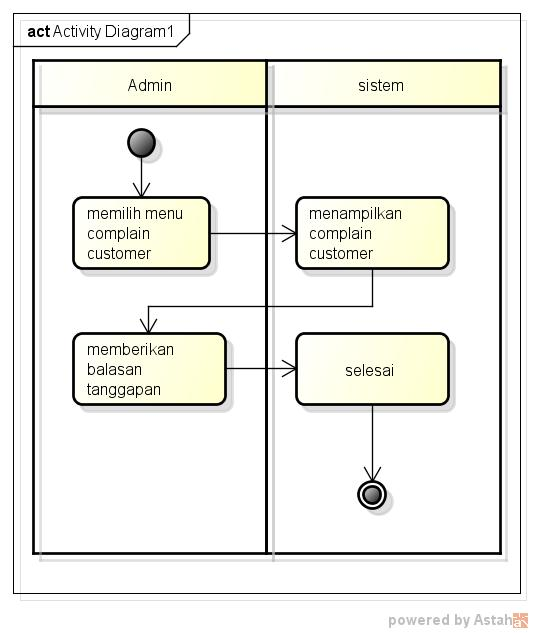 act Activity Diagram1
Admin
sistem
memilih menu
complain
customer
menampilkan
complain
customer
memberikan
balasan
tanggapan
selesai
powered by Astah